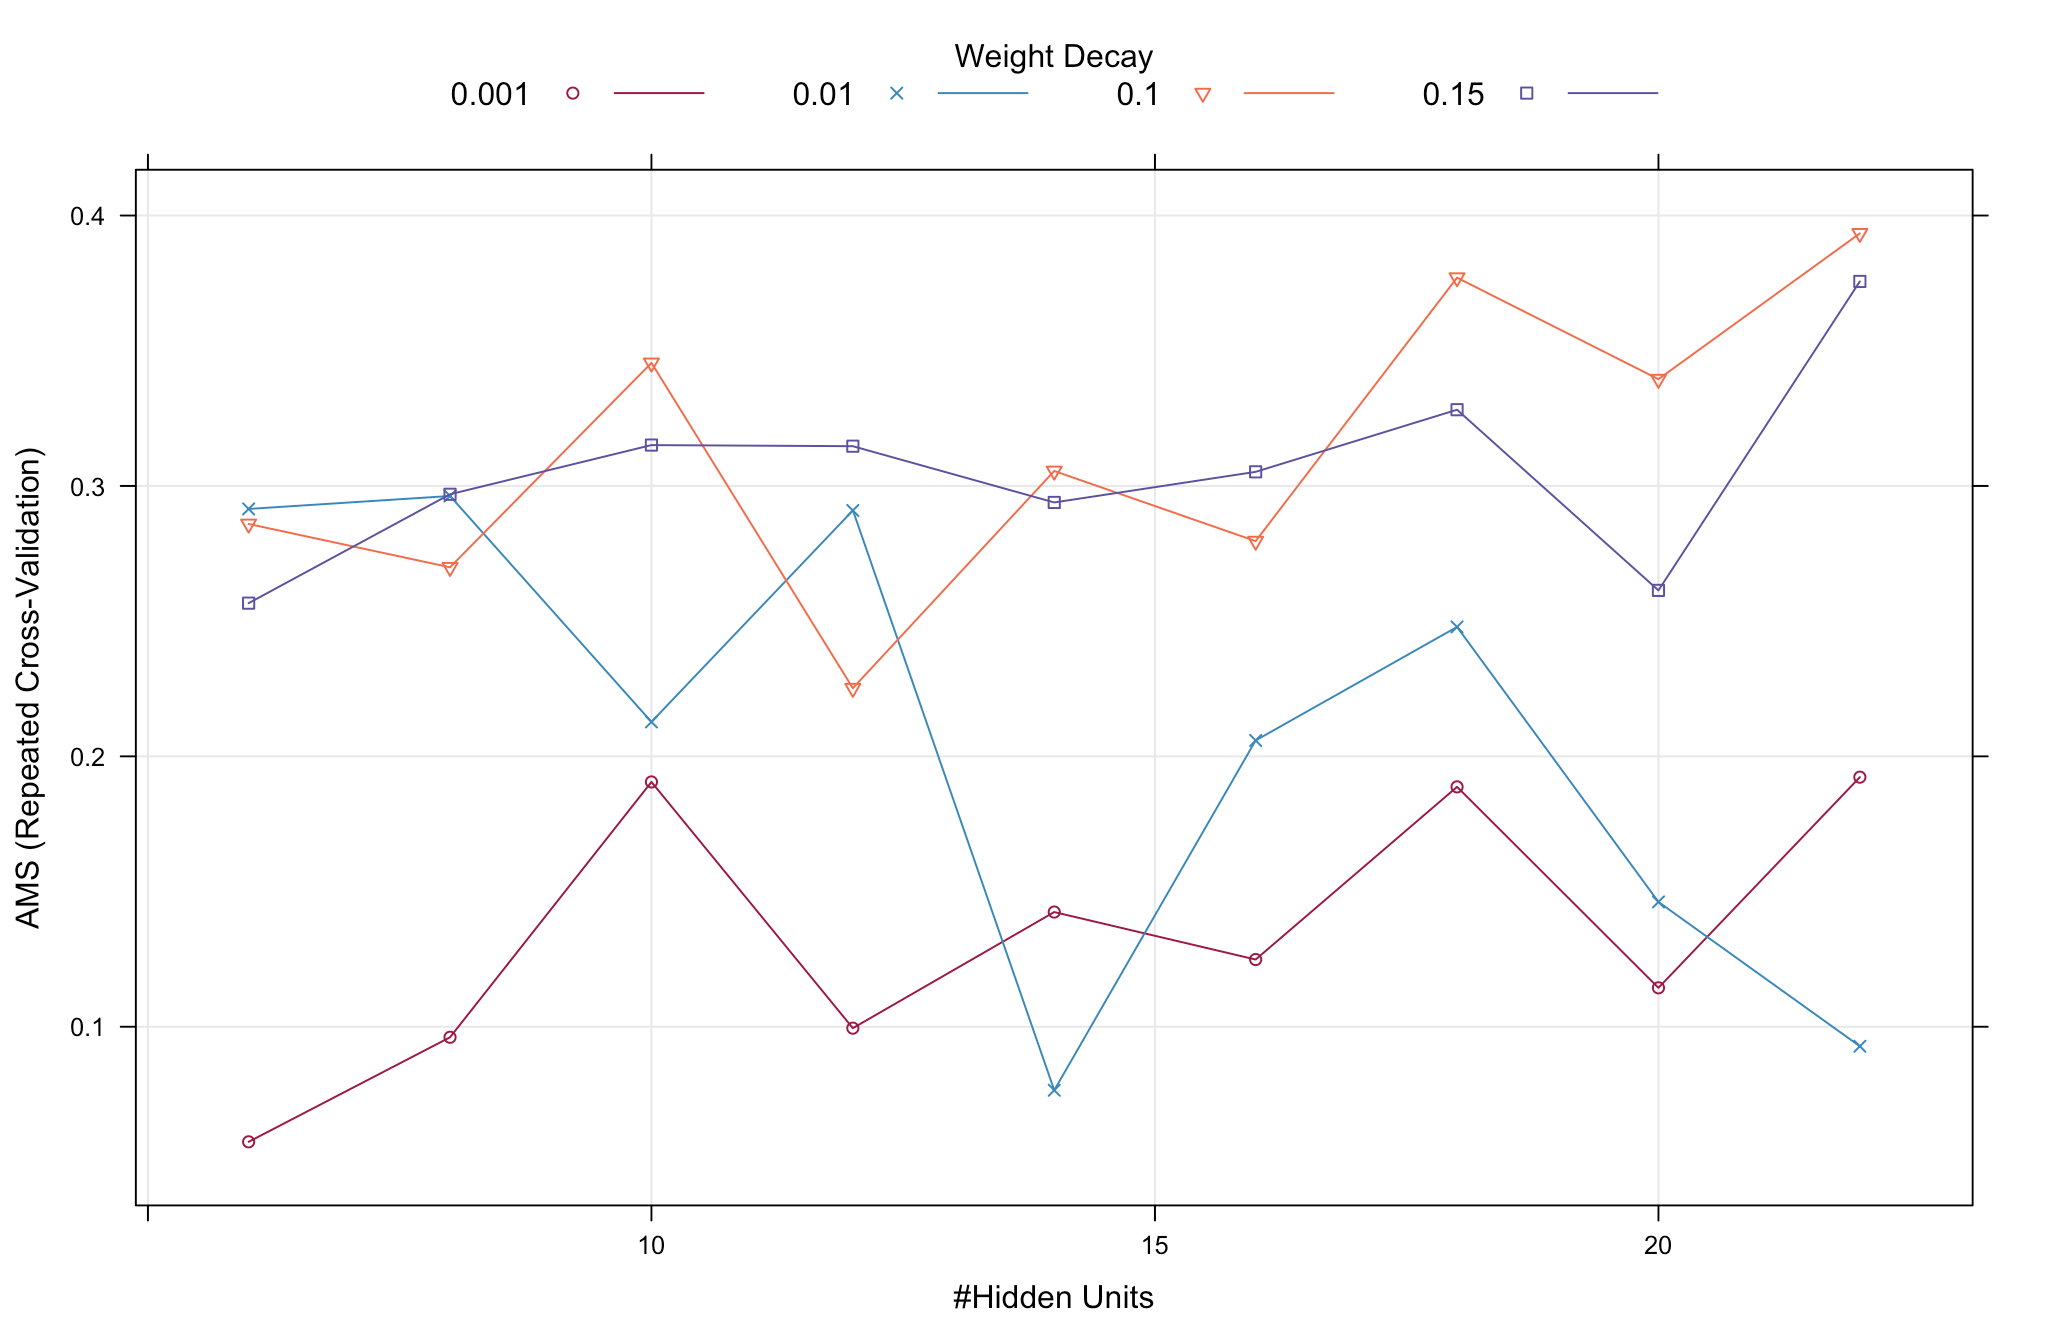 Weight Decay
0.001 0.01 0.1 0.15
0.4
0.3
0.2
0.1
AMS (Repeated Cross-Validation)
10 15 20
#Hidden Units